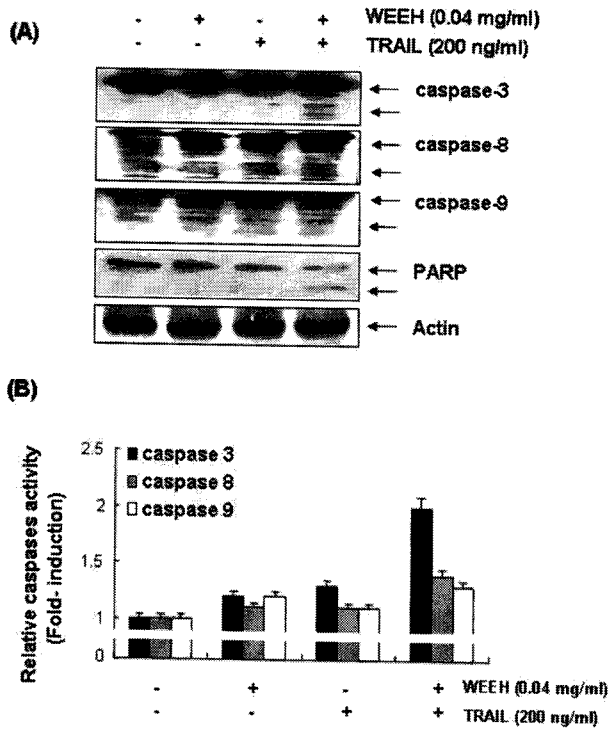 (A)
- + - + WEEH (0.04 mg/ml)
- - + + TRAIL (200 ng/ml)
caspase-3
caspase-8
caspase-9
PARP
Actin
(B)
Relative caspases activity
(Fold- induction)
2.5
2
1.5
1
0
caspase 3
caspase 8
caspase 9
- + - + WEEH (0.04 mg/ml)
- - + + TRAIL (200 ng/ml)